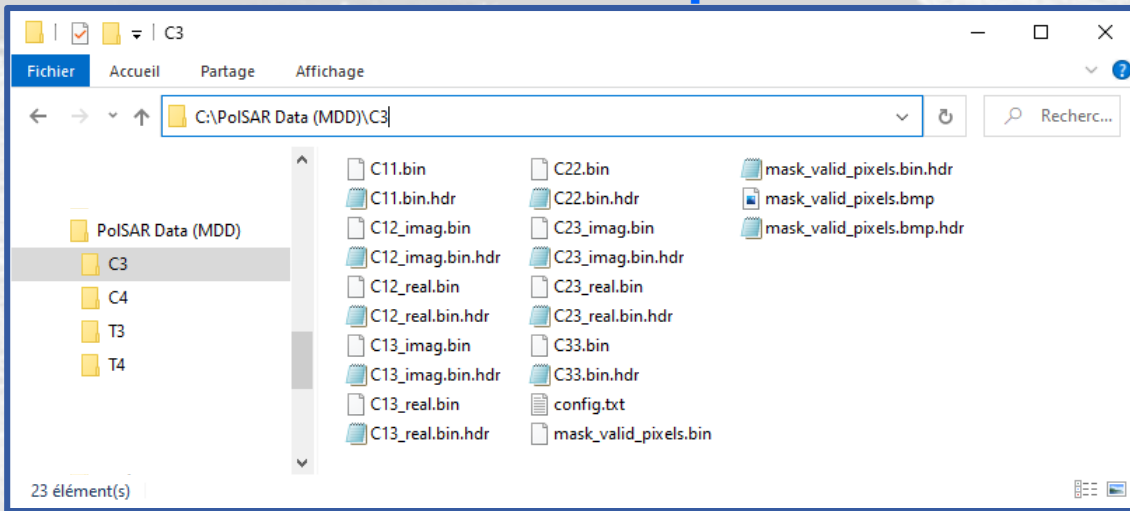 C3
Fichier Accueil Partage Affichage
C:\PolSAR Data (MDD)\C3
Recherc...
PolSAR Data (MDD)
C3
C4
T3
T4
C11.bin
C11.bin.hdr
C12_imag.bin
C12_imag.bin.hdr
C12_real.bin
C12_real.bin.hdr
C13_imag.bin
C13_imag.bin.hdr
C13_real.bin
C13_real.bin.hdr
C22.bin
C22.bin.hdr
C23_imag.bin
C23_imag.bin.hdr
C23_real.bin
C23_real.bin.hdr
C33.bin
C33.bin.hdr
config.txt
mask_valid_pixels.bin
mask_valid_pixels.bin.hdr
mask_valid_pixels.bmp
mask_valid_pixels.bmp.hdr
23 élément(s)